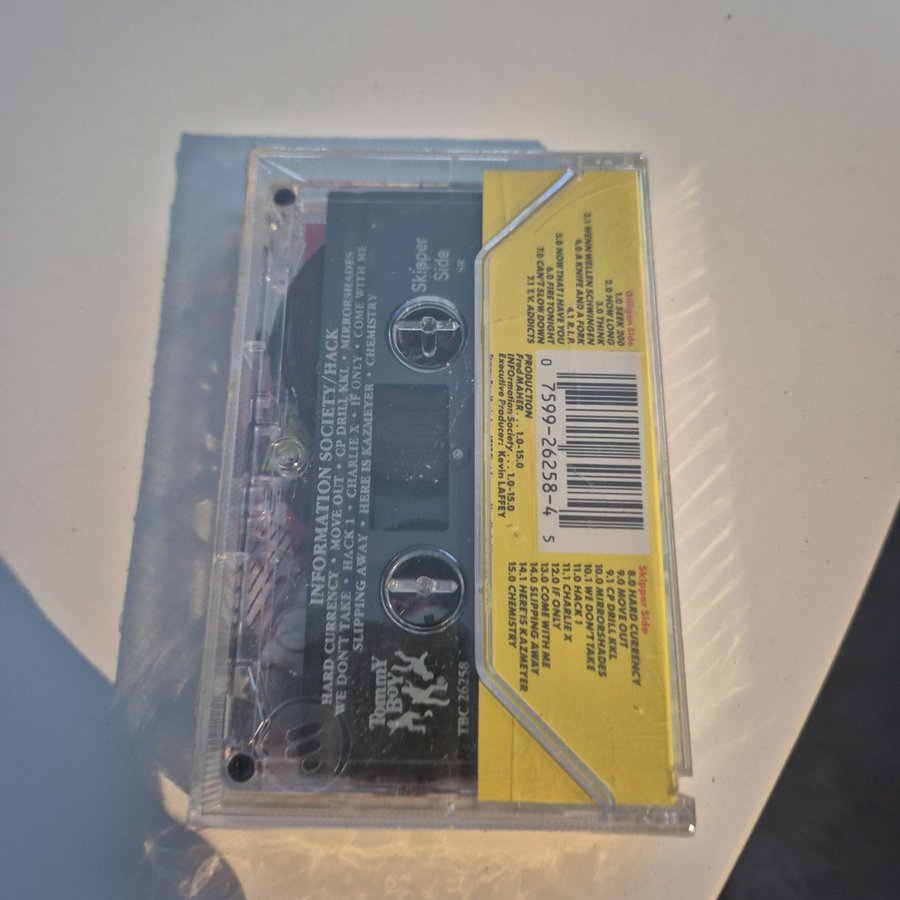 INFORMATION SOCIETY/HACK
HARD CURRENCY • MOVE OUT • CP DRILL KKL • MIRRORSHADES
WE DON'T TAKE • HACK 1 • CHARLIE X • IF ONLY • COME WITH ME
SLIPPING AWAY • HERE IS KAZMEYER • CHEMISTRY
Tommy
Boy
Skipper
Side
SR
TBC 26258
Gilligan Side
1.0 SEEK 200
2.0 HOW LONG
3.0 THINK
3.1 WENN WELLEN SCHWINGEN
4.0 A KNIFE AND A FORK
4.1 R.I.P.
5.0 NOW THAT I HAVE YOU
6.0 FIRE TONIGHT
7.0 CAN'T SLOW DOWN
7.1 T.V. ADDICTS
PRODUCTION
Fred MAHER . . . 1.0-15.0
INFOrmation Society . . . 1.0-15.0
Executive Producer: Kevin LAFFEY
0 7599-26258-4 5
Skipper Side
8.0 HARD CURRENCY
9.0 MOVE OUT
9.1 CP DRILL KKL
10.0 MIRRORSHADES
10.1 WE DON'T TAKE
11.0 HACK 1
11.1 CHARLIE X
12.0 IF ONLY
13.0 COME WITH ME
14.0 SLIPPING AWAY
14.1 HERE IS KAZMEYER
15.0 CHEMISTRY